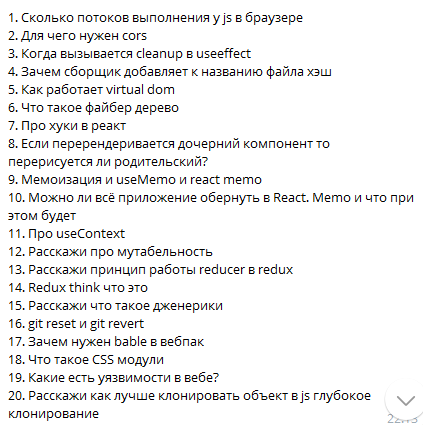 1. Сколько потоков выполнения у js в браузере
2. Для чего нужен cors
3. Когда вызывается cleanup в useeffect
4. Зачем сборщик добавляет к названию файла хэш
5. Как работает virtual dom
6. Что такое файбер дерево
7. Про хуки в реакт
8. Если перерендеривается дочерний компонент то
перерисуется ли родительский?
9. Мемоизация и useMemo и react memo
10. Можно ли всё приложение обернуть в React. Memo и что при
этом будет
11. Про useContext
12. Расскажи про мутабельность
13. Расскажи принцип работы reducer в redux
14. Redux think что это
15. Расскажи что такое дженерики
16. git reset и git revert
17. Зачем нужен bable в вебпак
18. Что такое CSS модули
19. Какие есть уязвимости в вебе?
20. Расскажи как лучше клонировать объект в js глубокое
клонирование